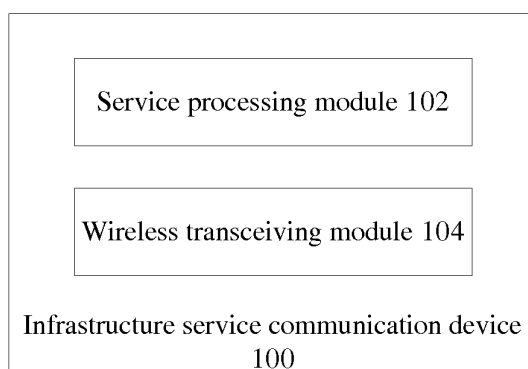 Service processing module 102
Wireless transceiving module 104
Infrastructure service communication device
100